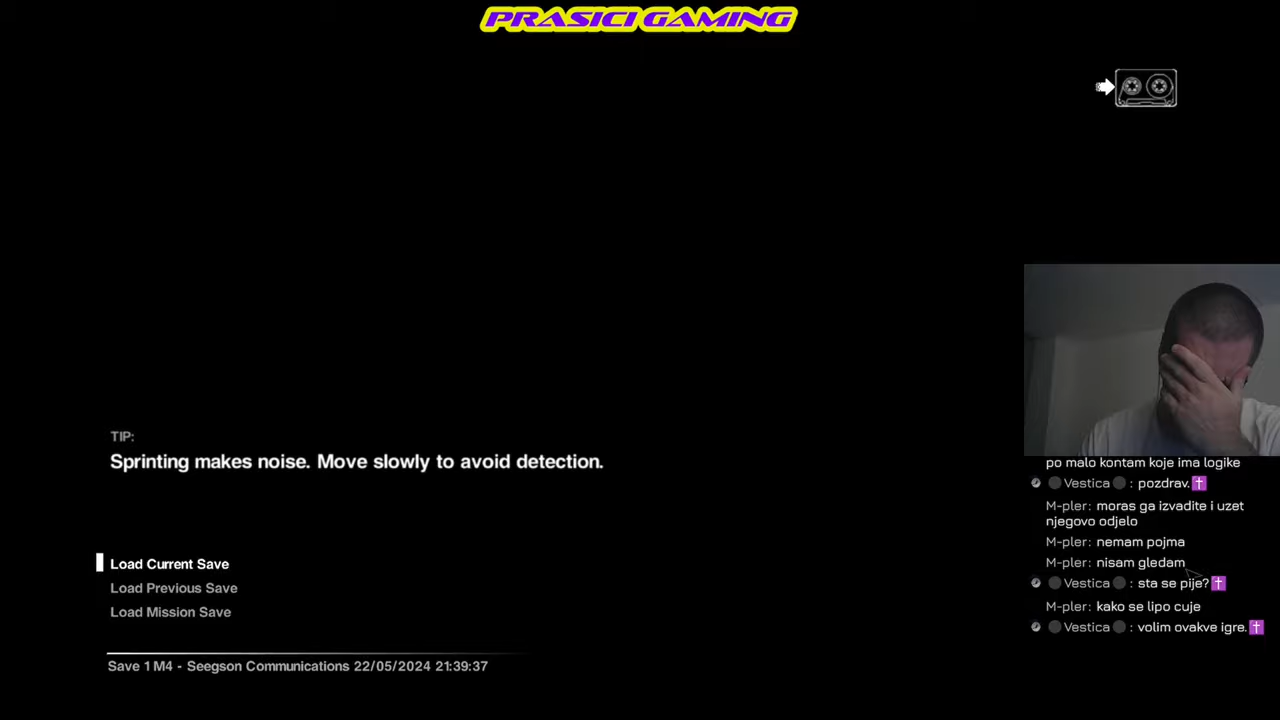 PRASICI GAMING
TIP:
Sprinting makes noise. Move slowly to avoid detection.
Load Current Save
Load Previous Save
Load Mission Save
Save 1 M4 - Seegson Communications 22/05/2024 21:39:37
po malo kontam koje ima logike
Vestica : pozdrav.
M-pler: moras ga izvadite i uzet
njegovo odjelo
M-pler: nemam pojma
M-pler: nisam gledam
Vestica : sta se pije?
M-pler: kako se lipo cuje
Vestica : volim ovakve igre.